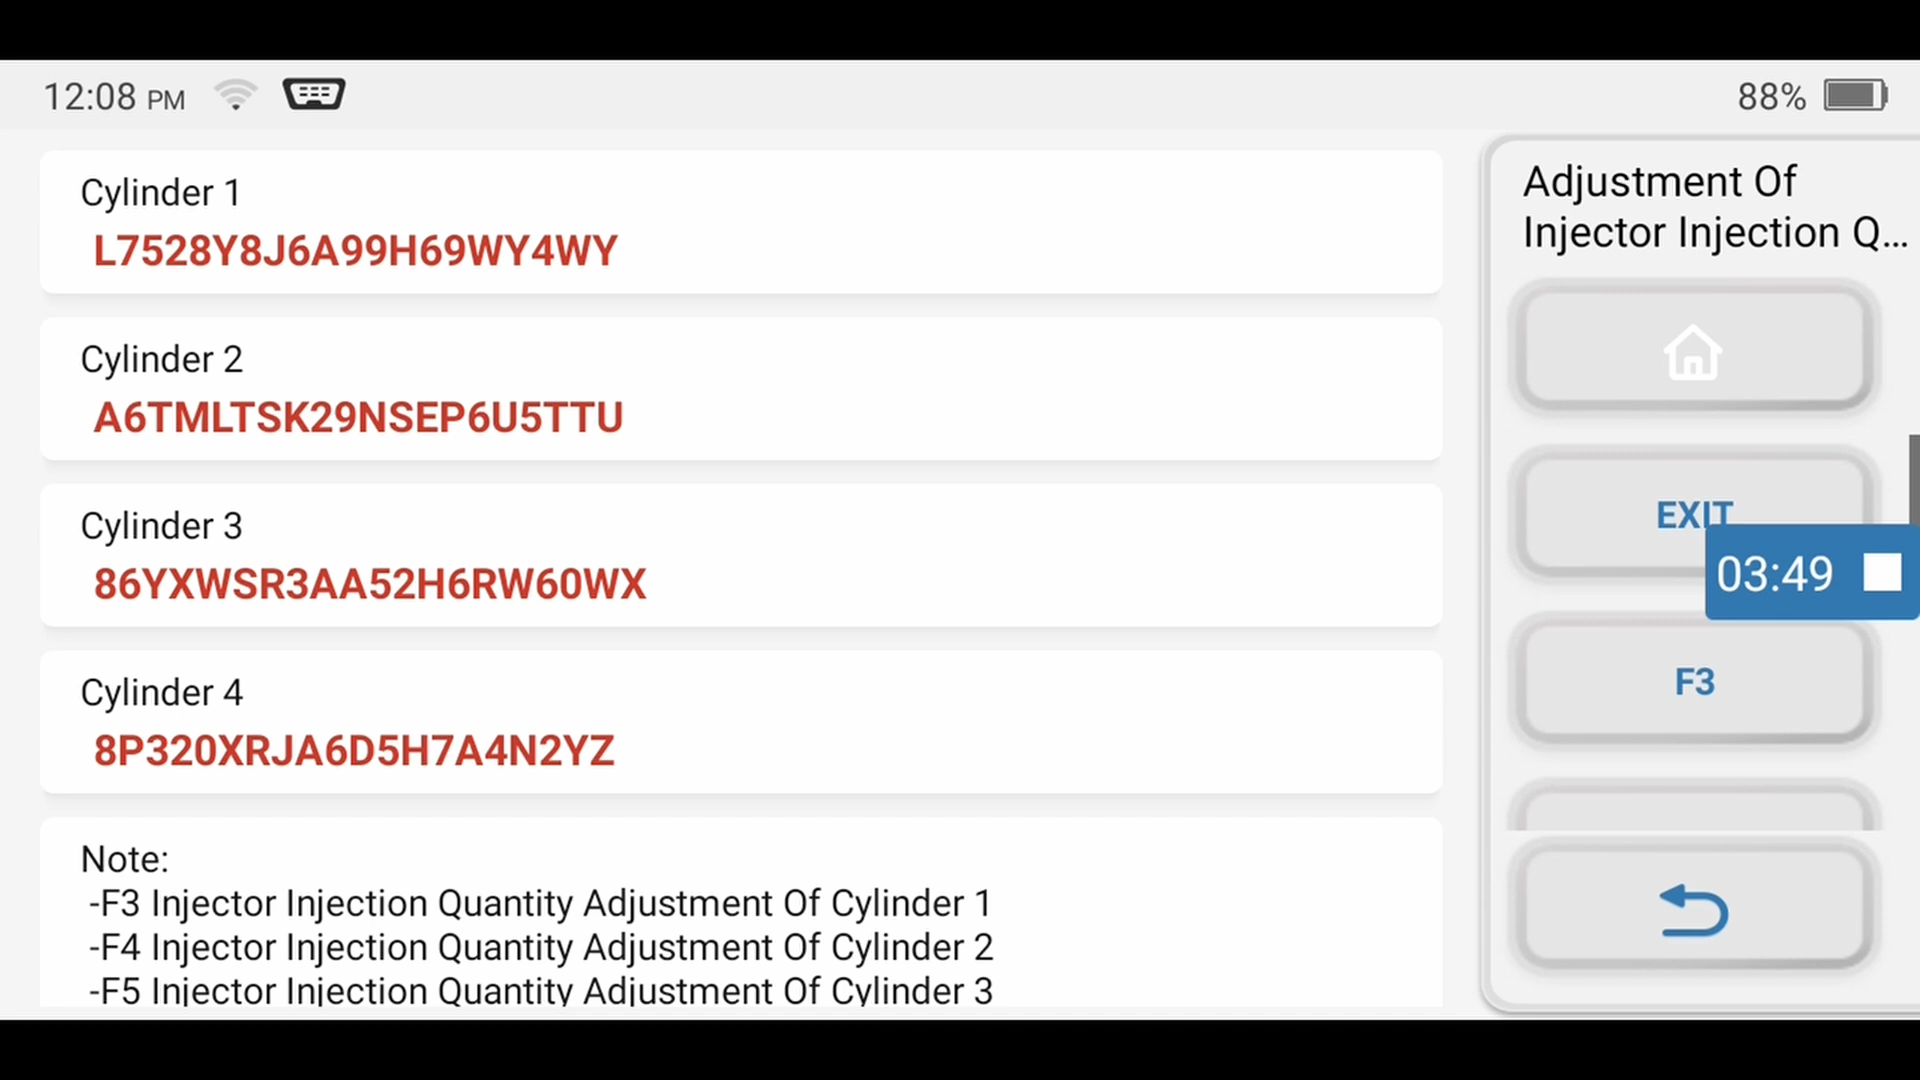 12:08 PM
88%
Cylinder 1
L7528Y8J6A99H69WY4WY
Cylinder 2
A6TMLTSK29NSEP6U5TTU
Cylinder 3
86YXWSR3AA52H6RW60WX
Cylinder 4
8P320XRJA6D5H7A4N2YZ
Note:
-F3 Injector Injection Quantity Adjustment Of Cylinder 1
-F4 Injector Injection Quantity Adjustment Of Cylinder 2
-F5 Injector Injection Quantity Adjustment Of Cylinder 3
Adjustment Of
Injector Injection Q...
EXIT
03:49
F3